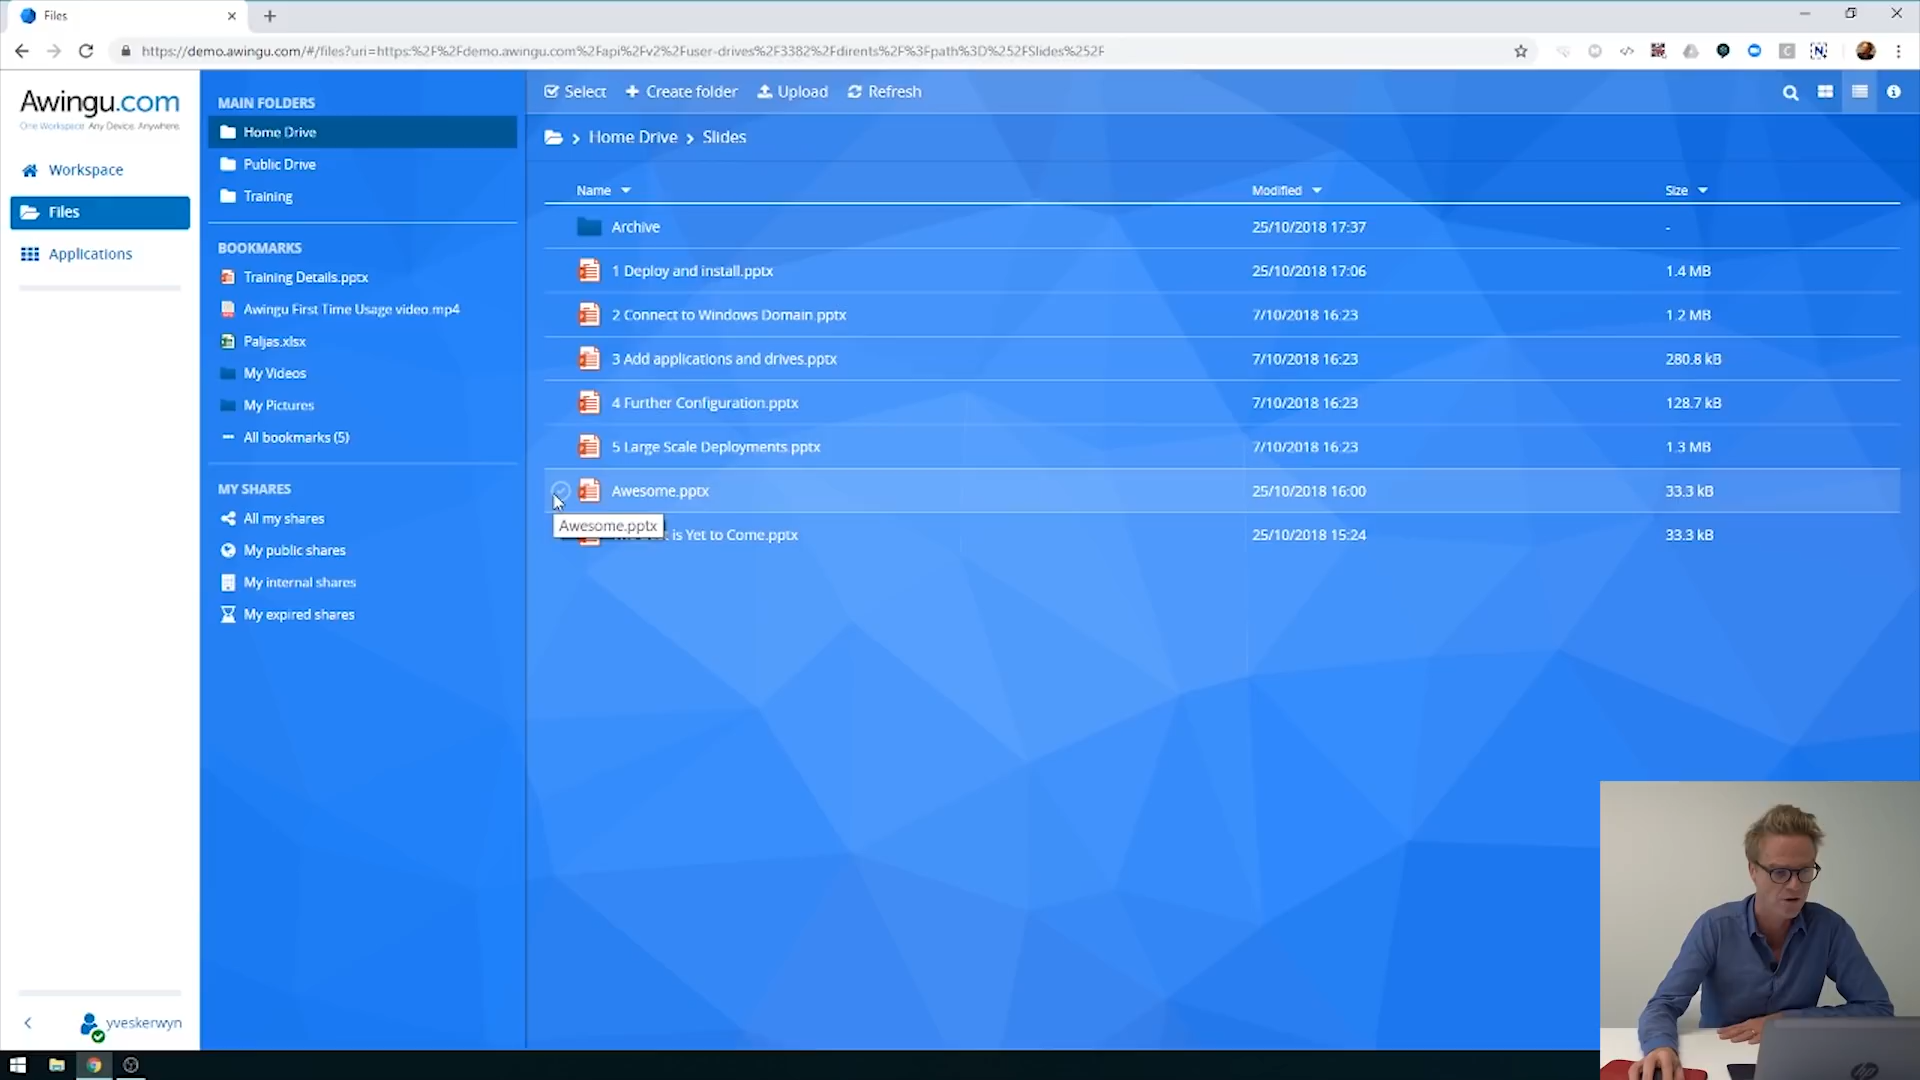 Files
https://demo.awingu.com/#/files?uri=https:%2F%2Fdemo.awingu.com%2Fapi%2Fv2%2Fuser-drives%2F3382%2Fdirents%2F%3Fpath%3D%252FSlides%252F
Awingu.com
One Workspace. Any Device. Anywhere.
Workspace
Files
Applications
yveskerwyn
MAIN FOLDERS
Home Drive
Public Drive
Training
BOOKMARKS
Training Details.pptx
Awingu First Time Usage video.mp4
Paljas.xlsx
My Videos
My Pictures
All bookmarks (5)
MY SHARES
All my shares
My public shares
My internal shares
My expired shares
Select Create folder Upload Refresh
Home Drive Slides
Name Modified Size
Archive 25/10/2018 17:37 -
1 Deploy and install.pptx 25/10/2018 17:06 1.4 MB
2 Connect to Windows Domain.pptx 7/10/2018 16:23 1.2 MB
3 Add applications and drives.pptx 7/10/2018 16:23 280.8 kB
4 Further Configuration.pptx 7/10/2018 16:23 128.7 kB
5 Large Scale Deployments.pptx 7/10/2018 16:23 1.3 MB
Awesome.pptx 25/10/2018 16:00 33.3 kB
Awesome.pptx
is Yet to Come.pptx 25/10/2018 15:24 33.3 kB
hp